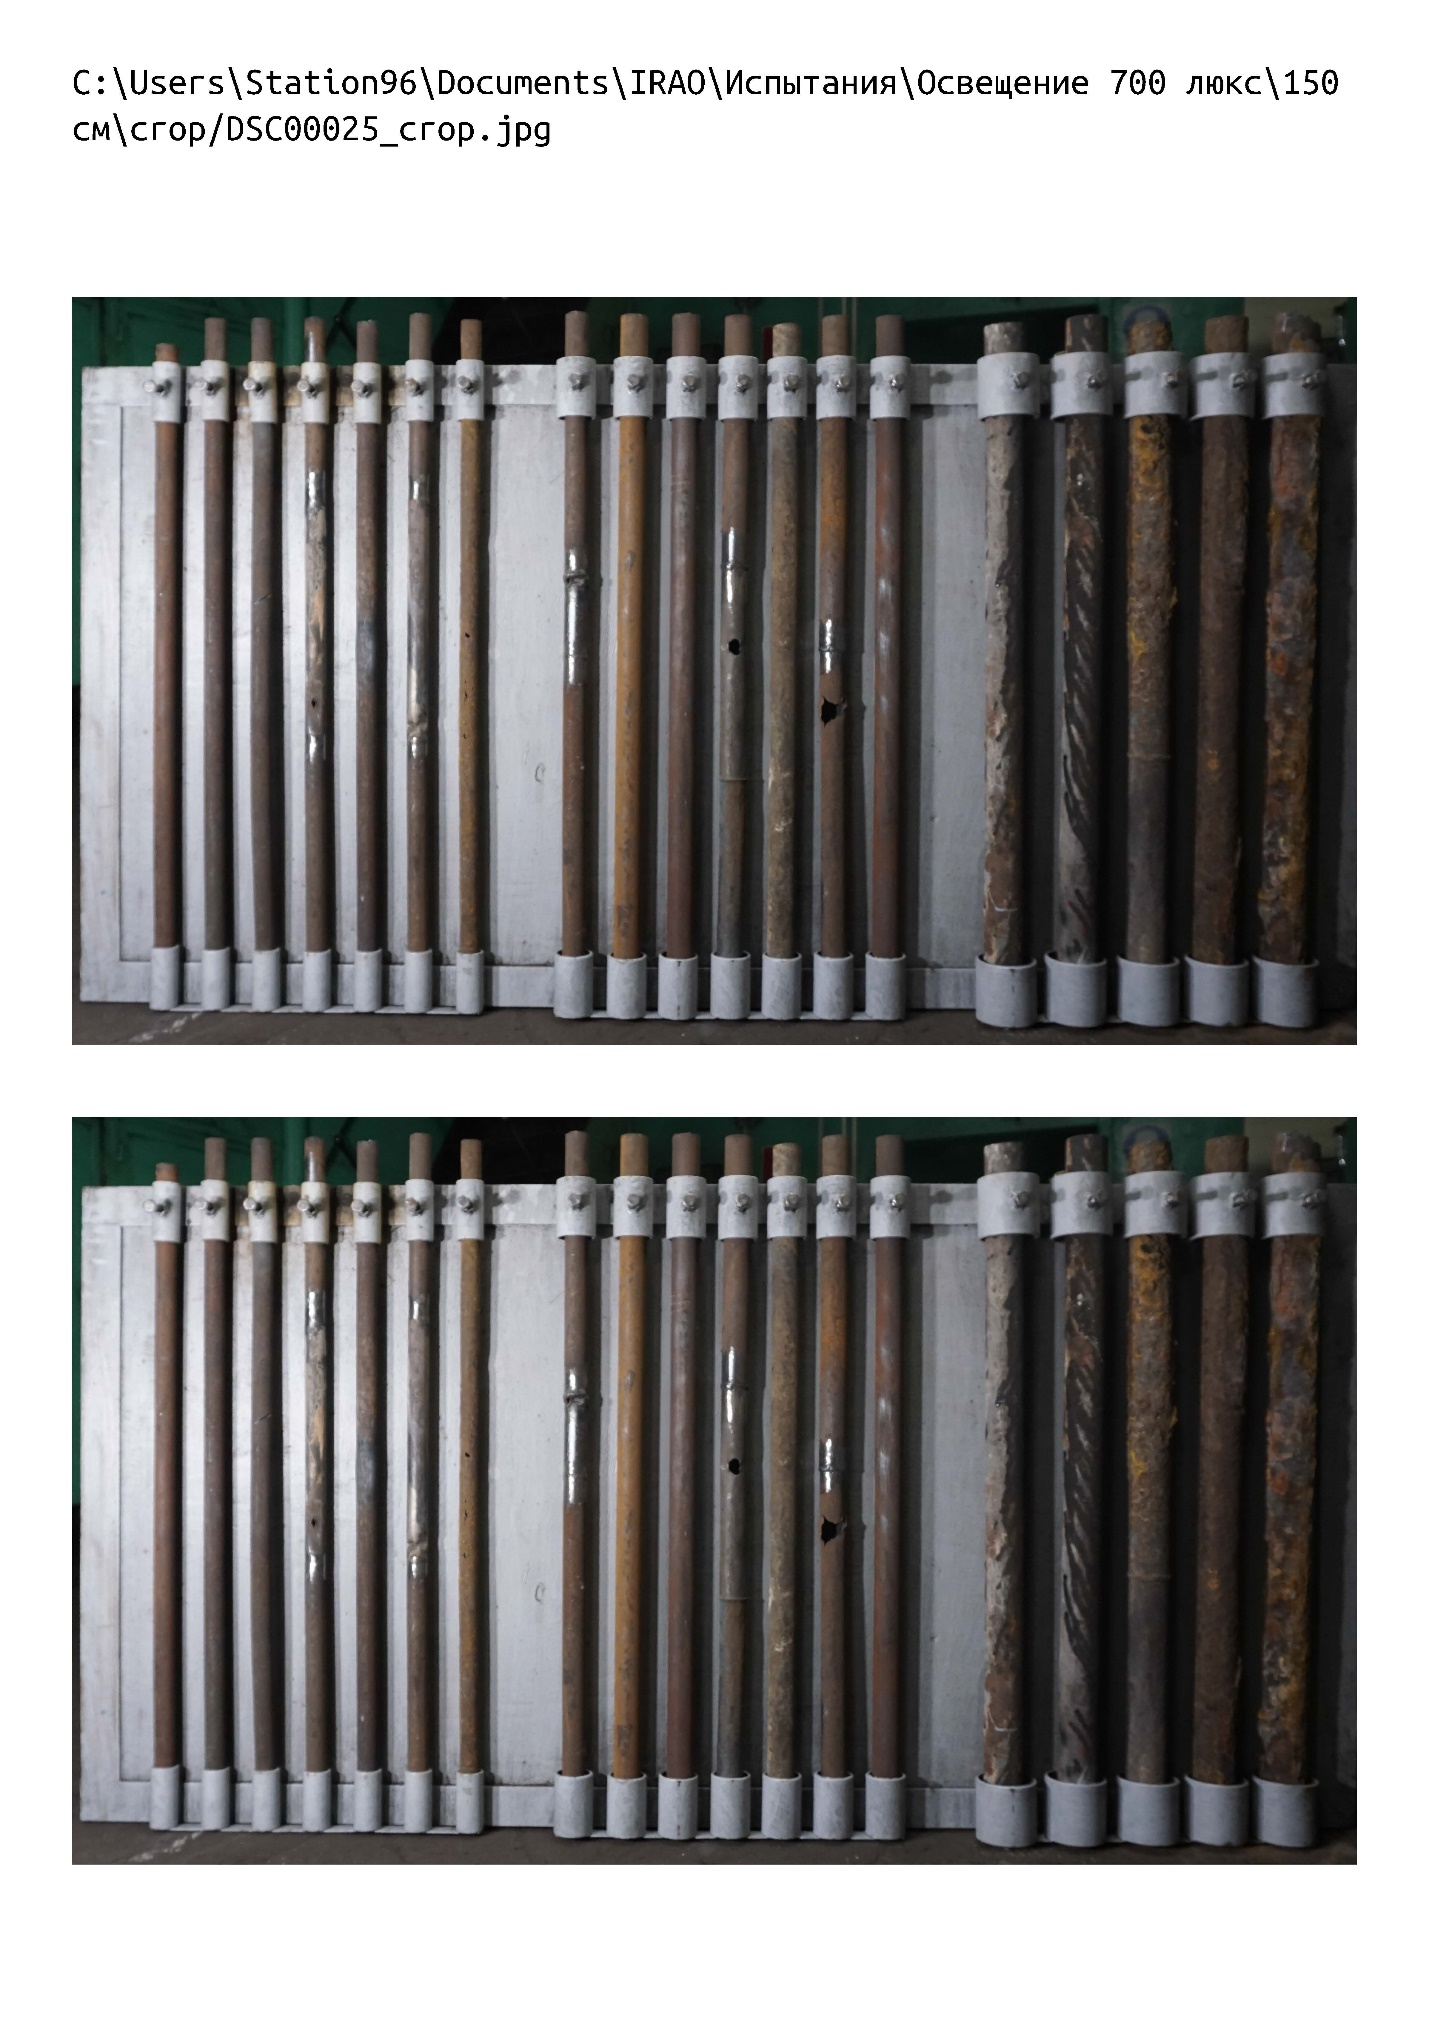 C:\Users\Station96\Documents\IRAO\Испытания\Освещение 700 люкс\150
см\crop/DSC00025_crop.jpg